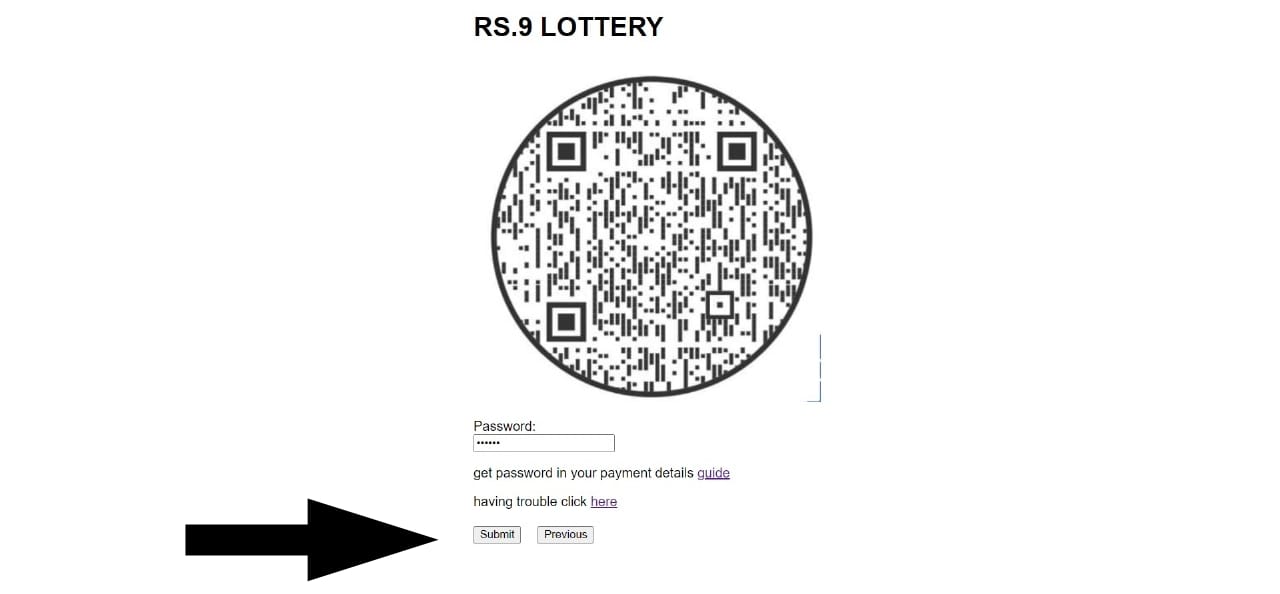 RS.9 LOTTERY
Password:
••••••
get password in your payment details guide
having trouble click here
Submit Previous